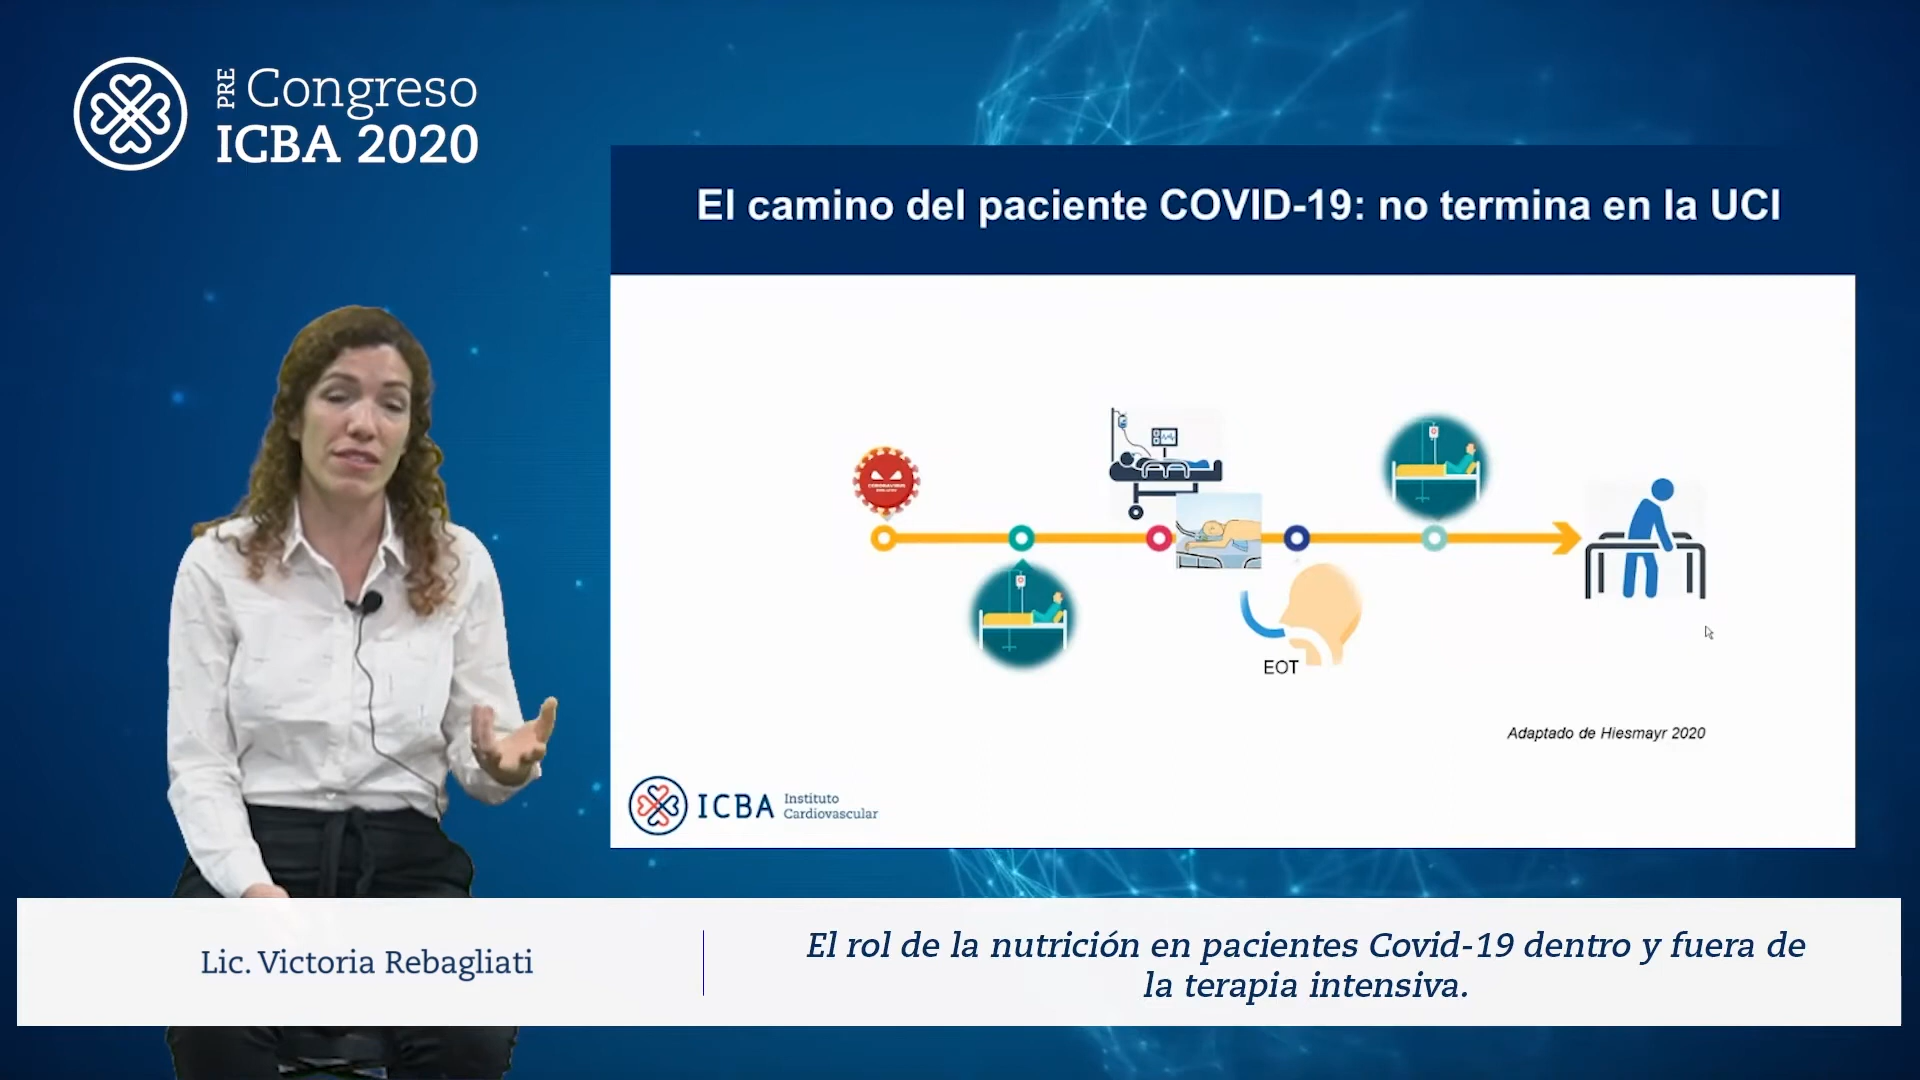 PRE Congreso
ICBA 2020
El camino del paciente COVID-19: no termina en la UCI
CORONAVIRUS
EOT
Adaptado de Hiesmayr 2020
ICBA Instituto
Cardiovascular
Lic. Victoria Rebagliati
El rol de la nutrición en pacientes Covid-19 dentro y fuera de
la terapia intensiva.